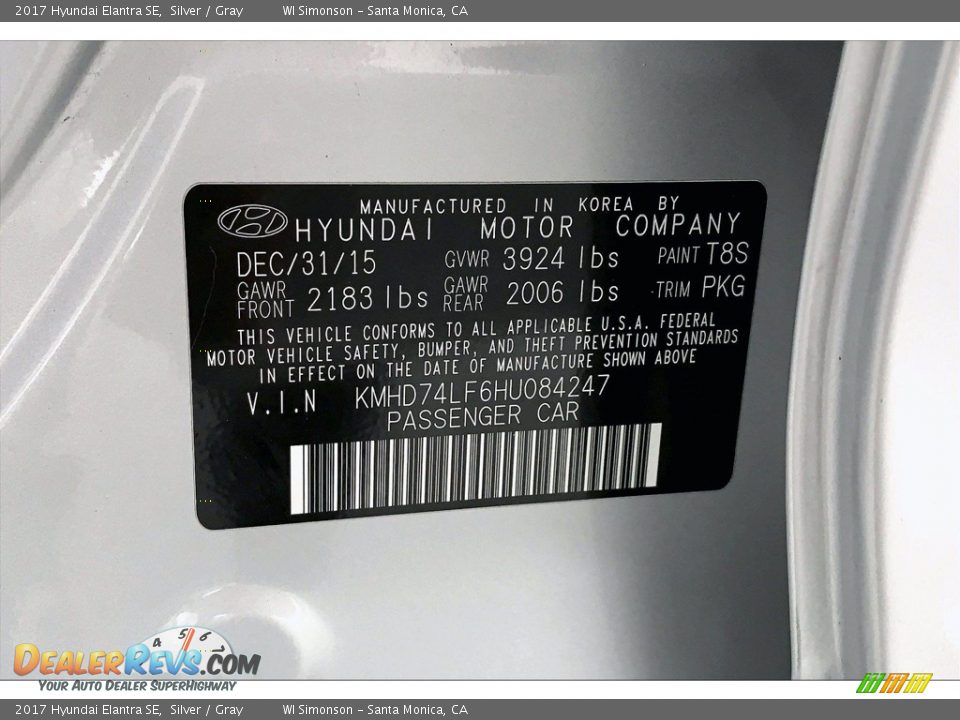 2017 Hyundai Elantra SE,  Silver / Gray  WI Simonson - Santa Monica, CA
MANUFACTURED IN KOREA BY
HYUNDAI MOTOR COMPANY
DEC/31/15 GVWR 3924 lbs PAINT T8S
GAWR FRONT 2183 lbs GAWR REAR 2006 lbs TRIM PKG
THIS VEHICLE CONFORMS TO ALL APPLICABLE U.S.A. FEDERAL
MOTOR VEHICLE SAFETY, BUMPER, AND THEFT PREVENTION STANDARDS
IN EFFECT ON THE DATE OF MANUFACTURE SHOWN ABOVE
V.I.N KMHD74LF6HU084247
PASSENGER CAR
4 5 6 7
DealerRevs.com
Your Auto Dealer SuperHighway
2017 Hyundai Elantra SE,  Silver / Gray  WI Simonson - Santa Monica, CA